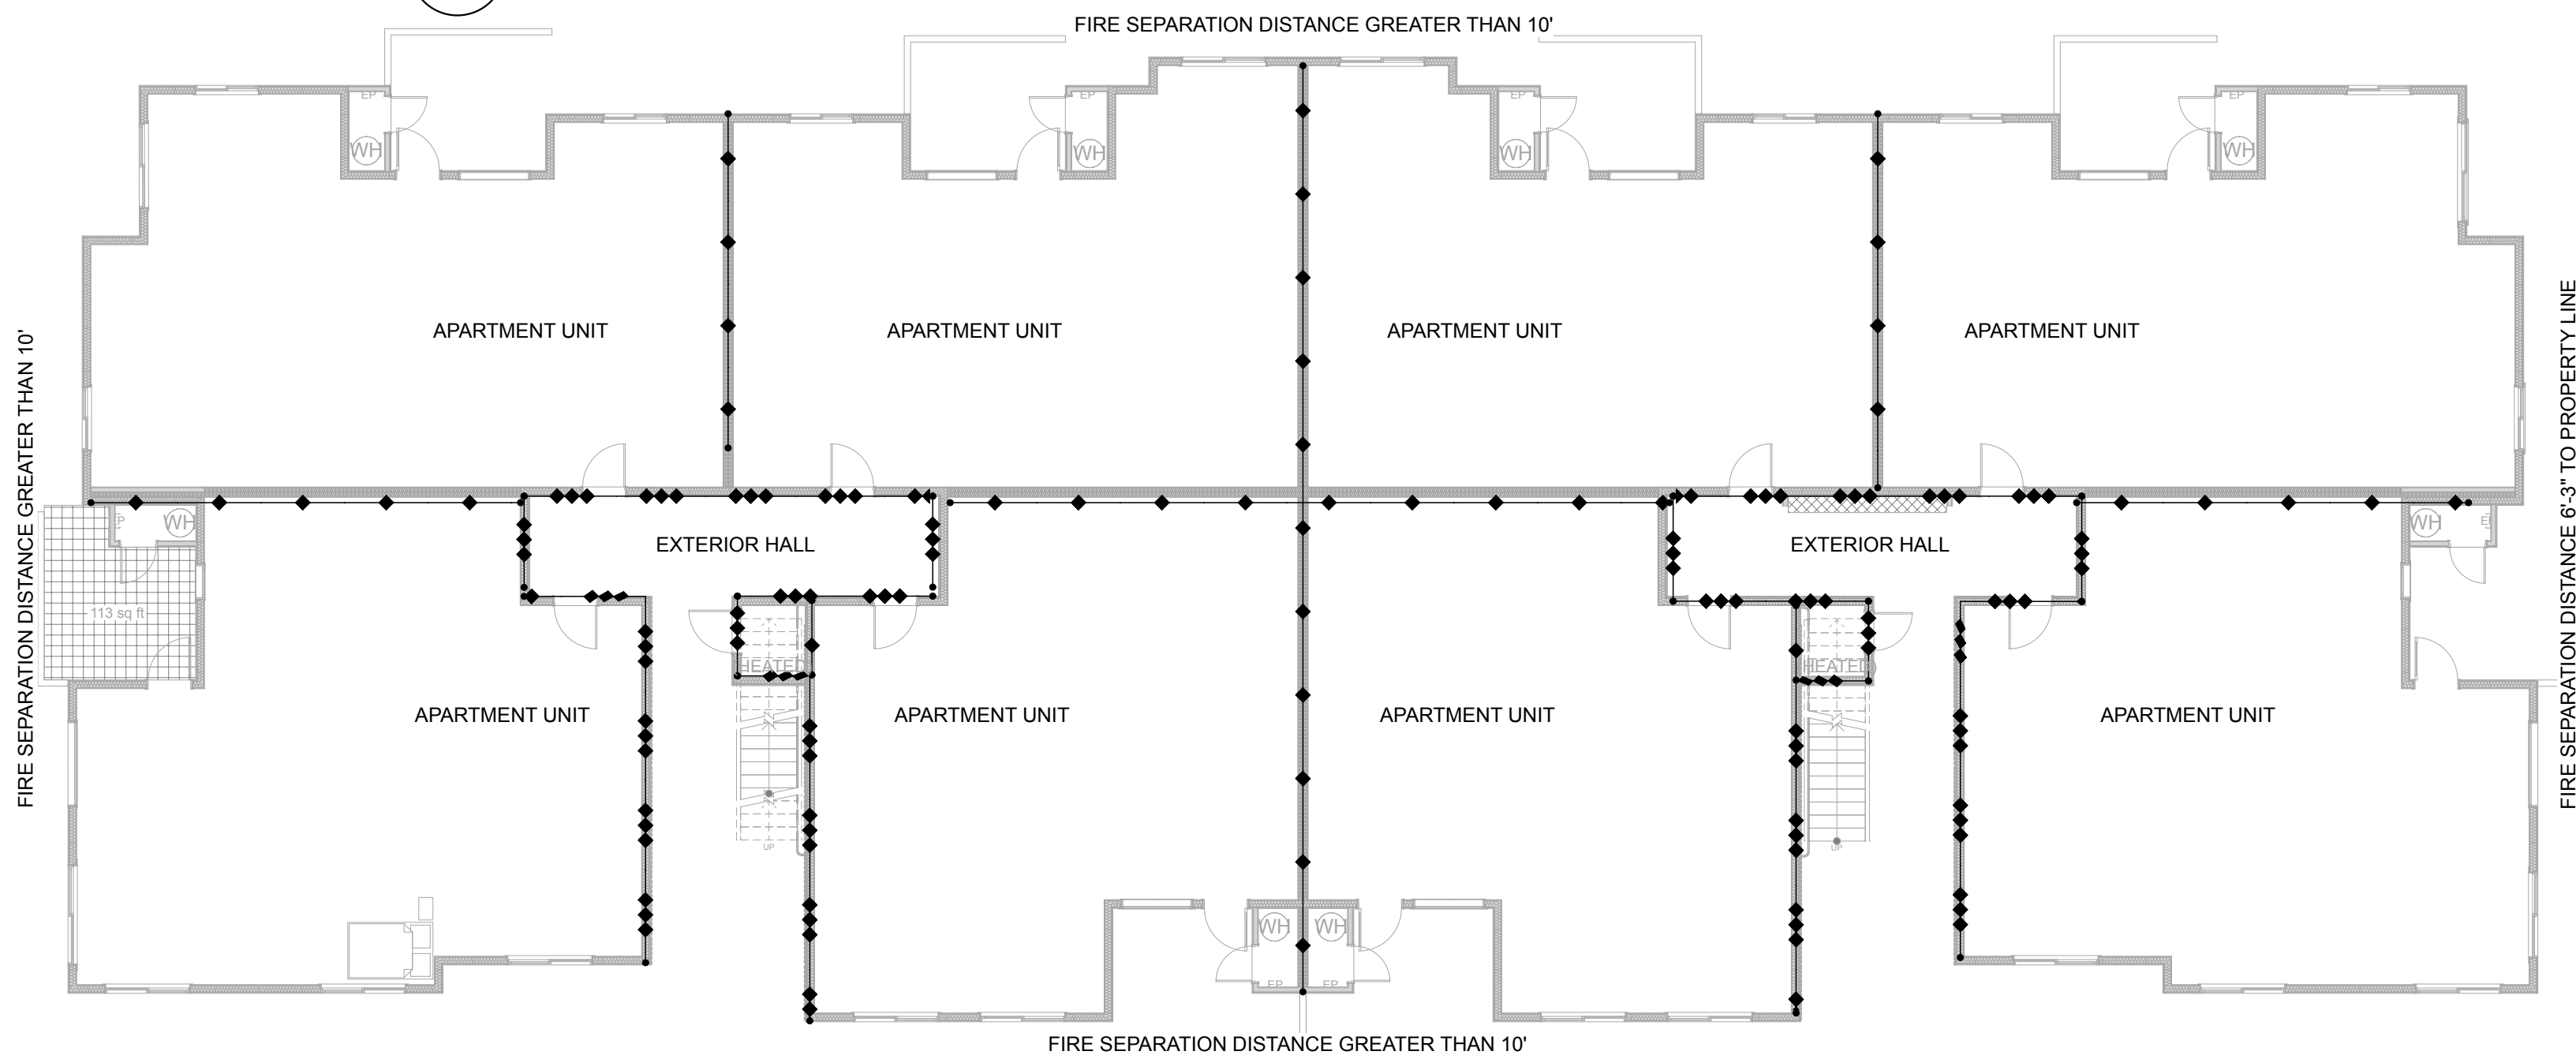 FIRE SEPARATION DISTANCE GREATER THAN 10'
EP
EP
EP
EP
WH
WH
WH
WH
APARTMENT UNIT
APARTMENT UNIT
APARTMENT UNIT
APARTMENT UNIT
FIRE SEPARATION DISTANCE GREATER THAN 10'
FIRE SEPARATION DISTANCE 6'-3" TO PROPERTY LINE
WH
WH
EXTERIOR HALL
EXTERIOR HALL
113 sq ft
HEATED
HEATED
APARTMENT UNIT
APARTMENT UNIT
APARTMENT UNIT
APARTMENT UNIT
UP
UP
WH
WH
EP
EP
FIRE SEPARATION DISTANCE GREATER THAN 10'